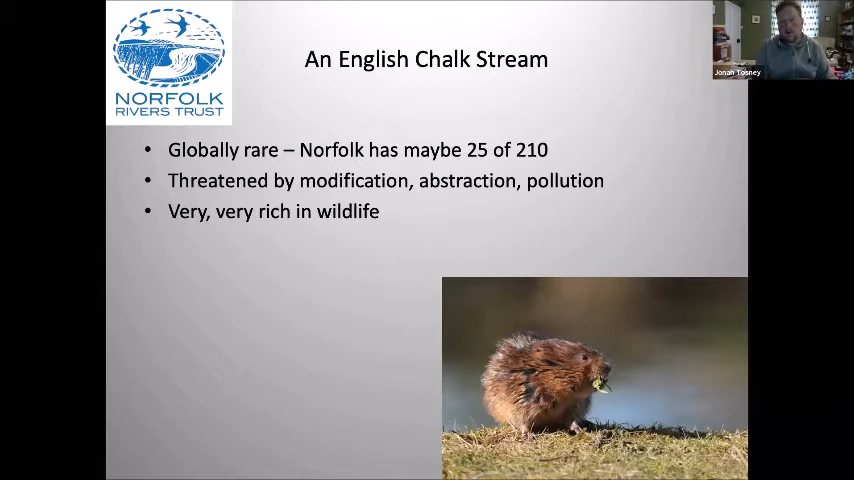 An English Chalk Stream
Jonah Tosney
NORFOLK
RIVERS TRUST
• Globally rare – Norfolk has maybe 25 of 210
• Threatened by modification, abstraction, pollution
• Very, very rich in wildlife